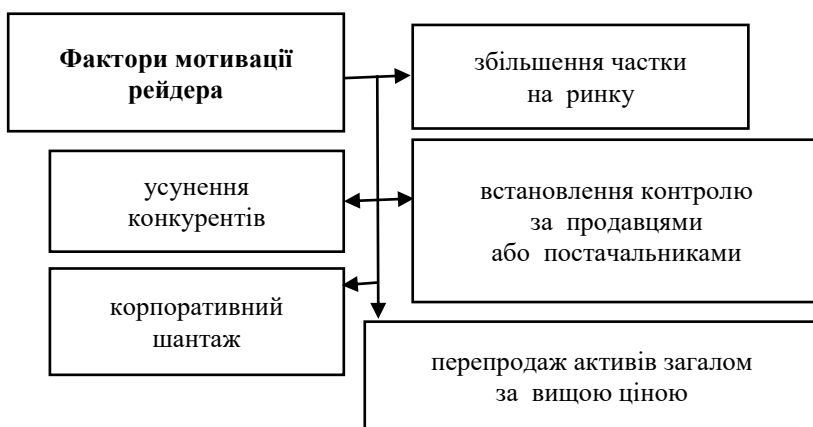 Фактори мотивації
рейдера
збільшення частки
на ринку
усунення
конкурентів
встановлення контролю
за продавцями
або постачальниками
корпоративний
шантаж
перепродаж активів загалом
за вищою ціною